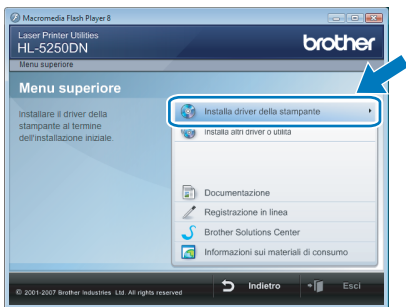 Macromedia Flash Player 8
Laser Printer Utilities
HL-5250DN
brother
Menu superiore
Menu superiore
Installare il driver della
stampante al termine
dell'installazione iniziale.
Installa driver della stampante
Installa altri driver o utilità
Documentazione
Registrazione in linea
Brother Solutions Center
Informazioni sui materiali di consumo
© 2001-2007 Brother Industries Ltd. All rights reserved
Indietro
Esci